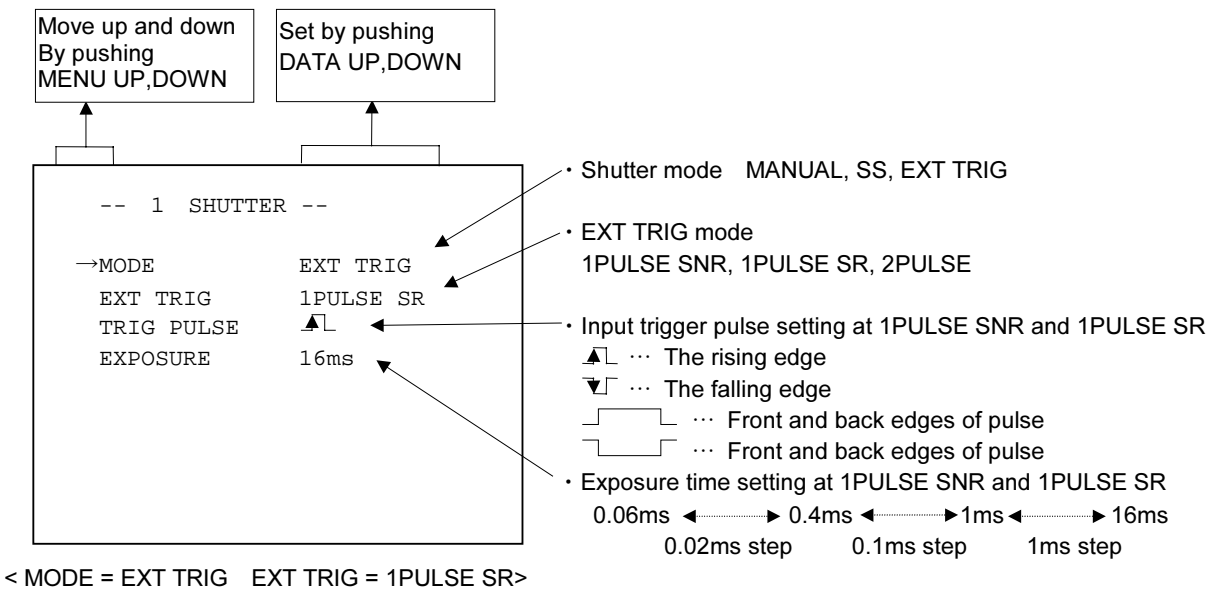 Move up and down
By pushing
MENU UP,DOWN
Set by pushing
DATA UP,DOWN
-- 1 SHUTTER --
→MODE EXT TRIG
EXT TRIG 1PULSE SR
TRIG PULSE
EXPOSURE 16ms
・Shutter mode MANUAL, SS, EXT TRIG
・EXT TRIG mode
1PULSE SNR, 1PULSE SR, 2PULSE
・Input trigger pulse setting at 1PULSE SNR and 1PULSE SR
… The rising edge
… The falling edge
… Front and back edges of pulse
… Front and back edges of pulse
・Exposure time setting at 1PULSE SNR and 1PULSE SR
0.06ms 0.4ms 1ms 16ms
0.02ms step 0.1ms step 1ms step
< MODE = EXT TRIG EXT TRIG = 1PULSE SR>